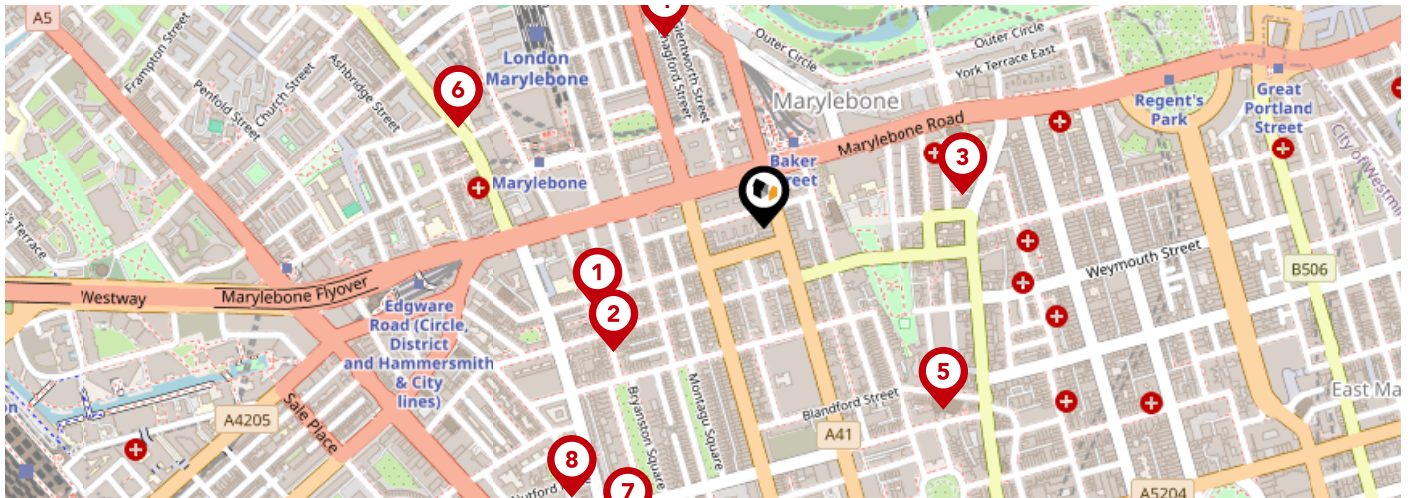 A5
Frampton Street
Penfold Street
Church Street
Ashbridge Street
6
London
Marylebone
Marylebone
Glentworth Street
Chagford Street
Outer Circle
Outer Circle
York Terrace East
Marylebone
Marylebone Road
Baker
Street
3
Regent's
Park
Great
Portland
Street
Westway
Marylebone Flyover
Edgware
Road (Circle,
District
and Hammersmith
& City
lines)
1
2
Weymouth Street
B506
5
Blandford Street
A41
Bryanston Square
Montagu Square
A4205
Sale Place
8
7
A5204